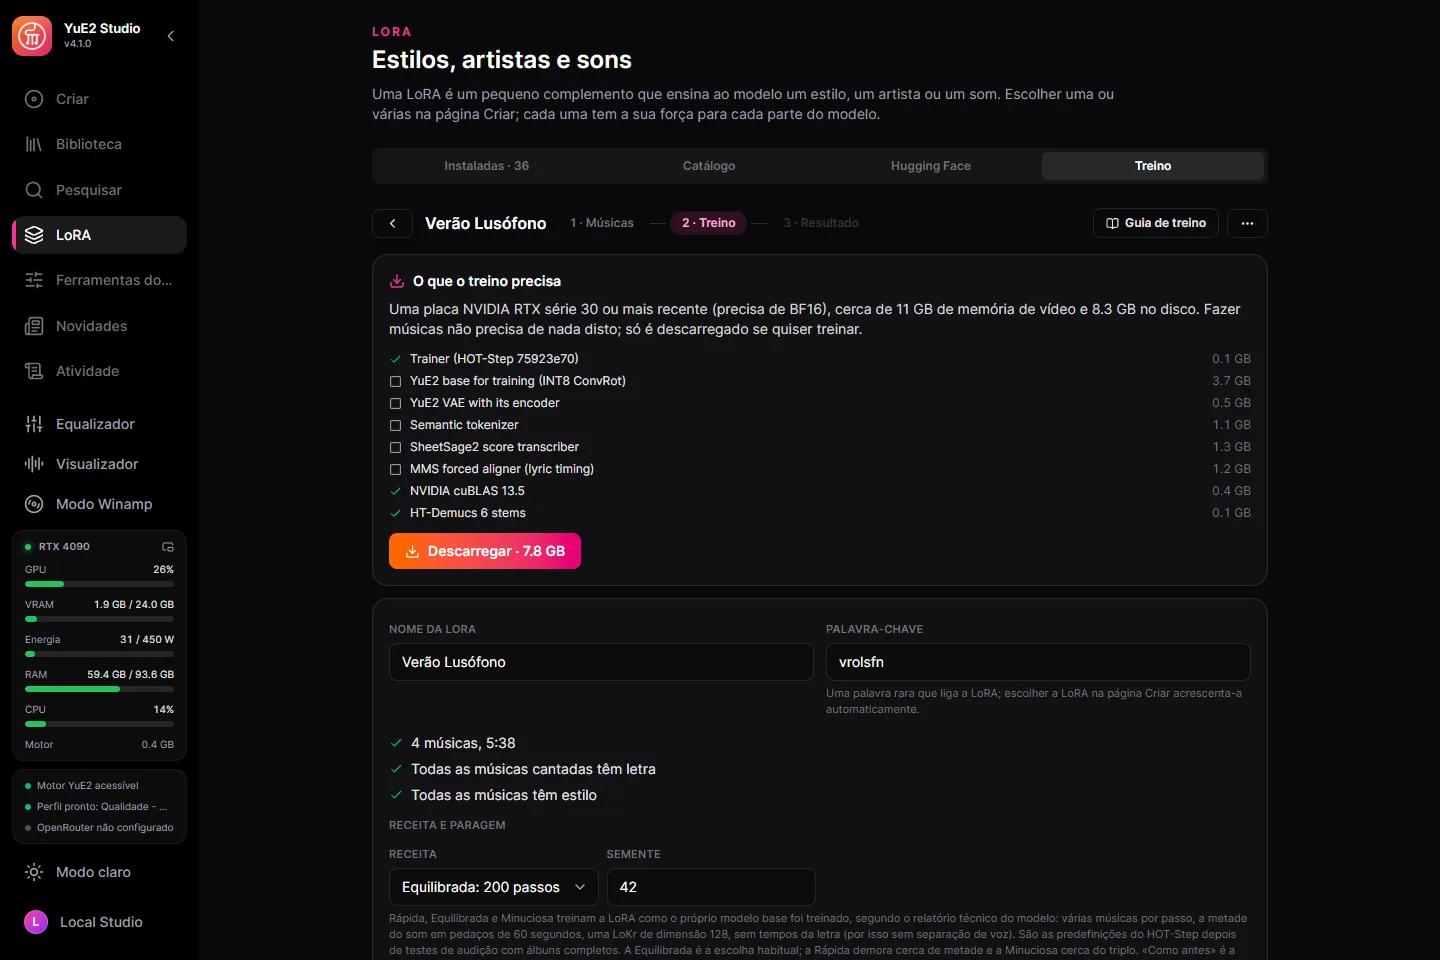 YuE2 Studio
v4.1.0
Criar
Biblioteca
Pesquisar
LoRA
Ferramentas do...
Novidades
Atividade
Equalizador
Visualizador
Modo Winamp
RTX 4090
GPU 26%
VRAM 1.9 GB / 24.0 GB
Energia 31 / 450 W
RAM 59.4 GB / 93.6 GB
CPU 14%
Motor 0.4 GB
Motor YuE2 acessível
Perfil pronto: Qualidade - ...
OpenRouter não configurado
Modo claro
L Local Studio
LORA
Estilos, artistas e sons
Uma LoRA é um pequeno complemento que ensina ao modelo um estilo, um artista ou um som. Escolher uma ou
várias na página Criar; cada uma tem a sua força para cada parte do modelo.
Instaladas · 36 Catálogo Hugging Face Treino
Verão Lusófono 1 · Músicas 2 · Treino 3 · Resultado Guia de treino ...
O que o treino precisa
Uma placa NVIDIA RTX série 30 ou mais recente (precisa de BF16), cerca de 11 GB de memória de vídeo e 8.3 GB no disco. Fazer
músicas não precisa de nada disto; só é descarregado se quiser treinar.
Trainer (HOT-Step 75923e70) 0.1 GB
YuE2 base for training (INT8 ConvRot) 3.7 GB
YuE2 VAE with its encoder 0.5 GB
Semantic tokenizer 1.1 GB
SheetSage2 score transcriber 1.3 GB
MMS forced aligner (lyric timing) 1.2 GB
NVIDIA cuBLAS 13.5 0.4 GB
HT-Demucs 6 stems 0.1 GB
Descarregar · 7.8 GB
NOME DA LORA PALAVRA-CHAVE
Verão Lusófono vrolsfn
Uma palavra rara que liga a LoRA; escolher a LoRA na página Criar acrescenta-a
automaticamente.
4 músicas, 5:38
Todas as músicas cantadas têm letra
Todas as músicas têm estilo
RECEITA E PARAGEM
RECEITA SEMENTE
Equilibrada: 200 passos 42
Rápida, Equilibrada e Minuciosa treinam a LoRA como o próprio modelo base foi treinado, segundo o relatório técnico do modelo: várias músicas por passo, a metade
do som em pedaços de 60 segundos, uma LoKr de dimensão 128, sem tempos da letra (por isso sem separação de voz). São as predefinições do HOT-Step depois
de testes de audição com álbuns completos. A Equilibrada é a escolha habitual; a Rápida demora cerca de metade e a Minuciosa cerca do triplo. «Como antes» é a